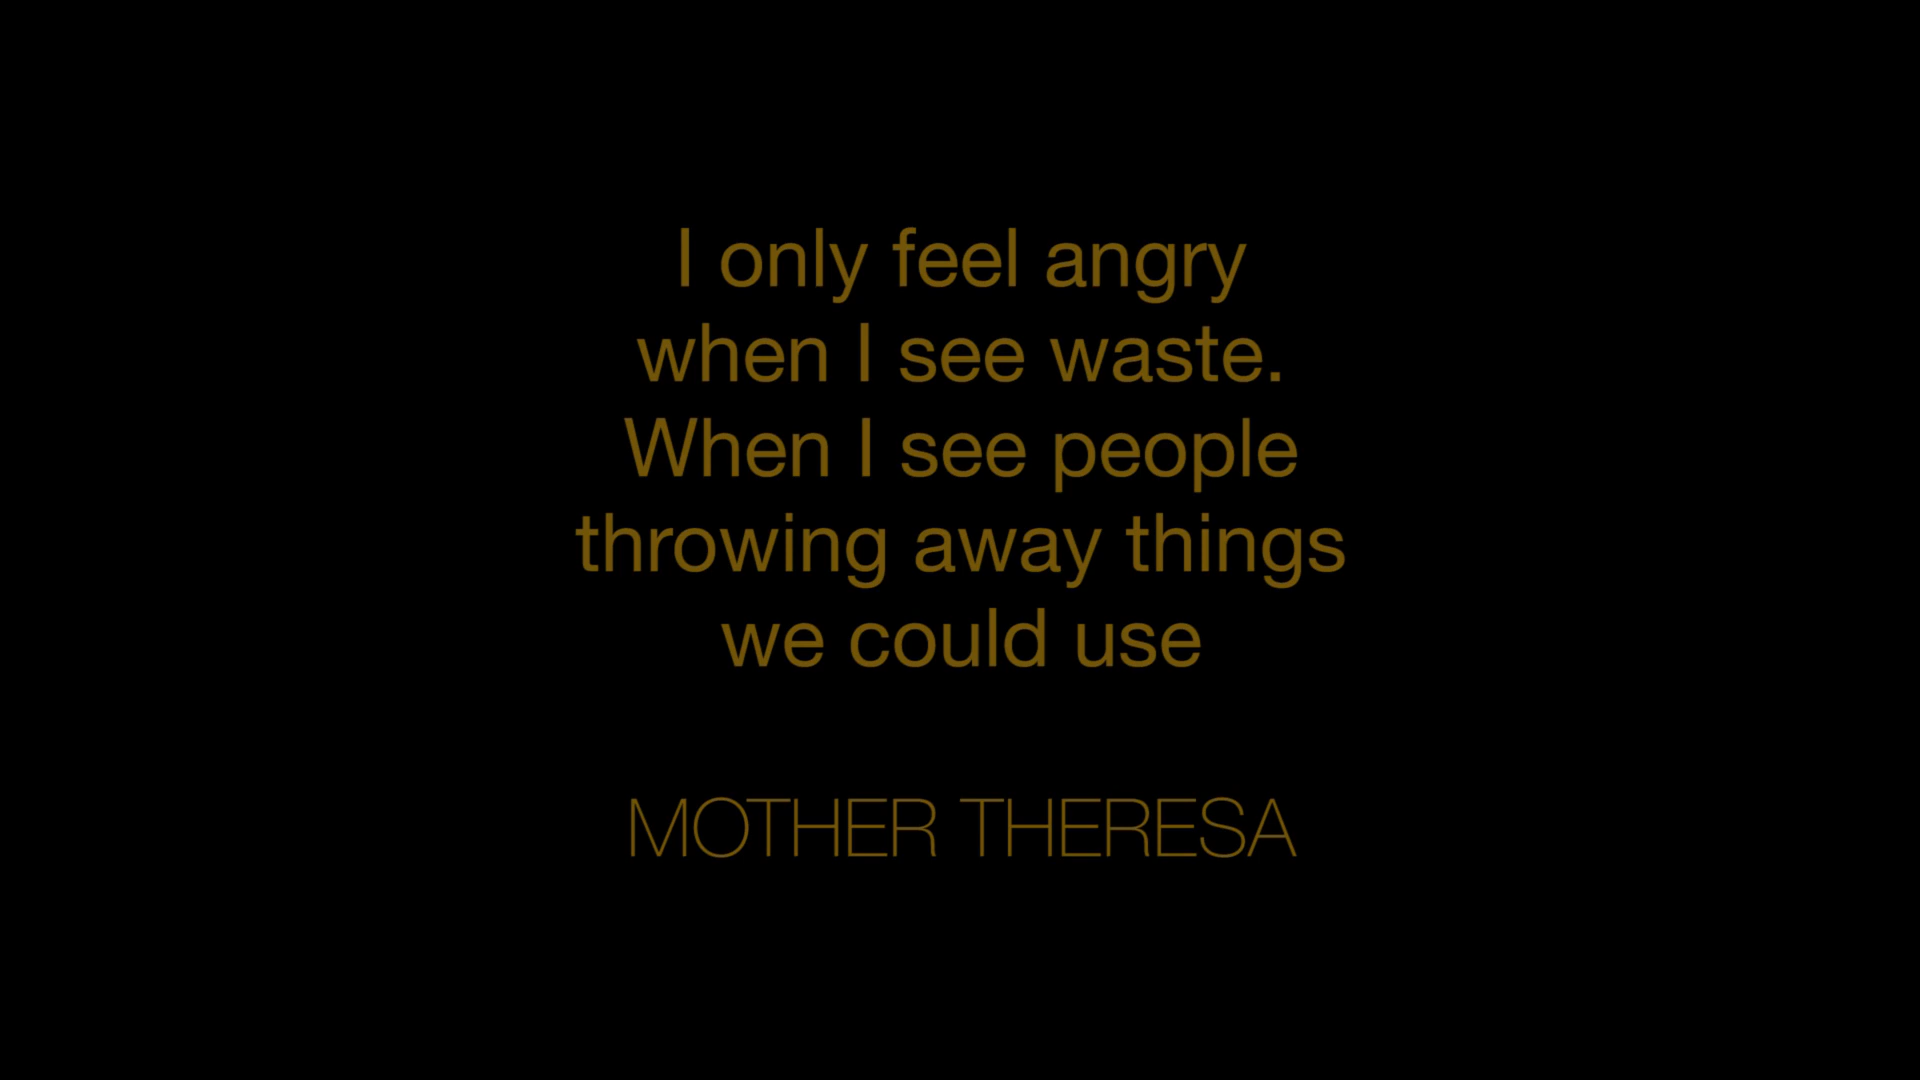 I only feel angry
when I see waste.
When I see people
throwing away things
we could use
MOTHER THERESA